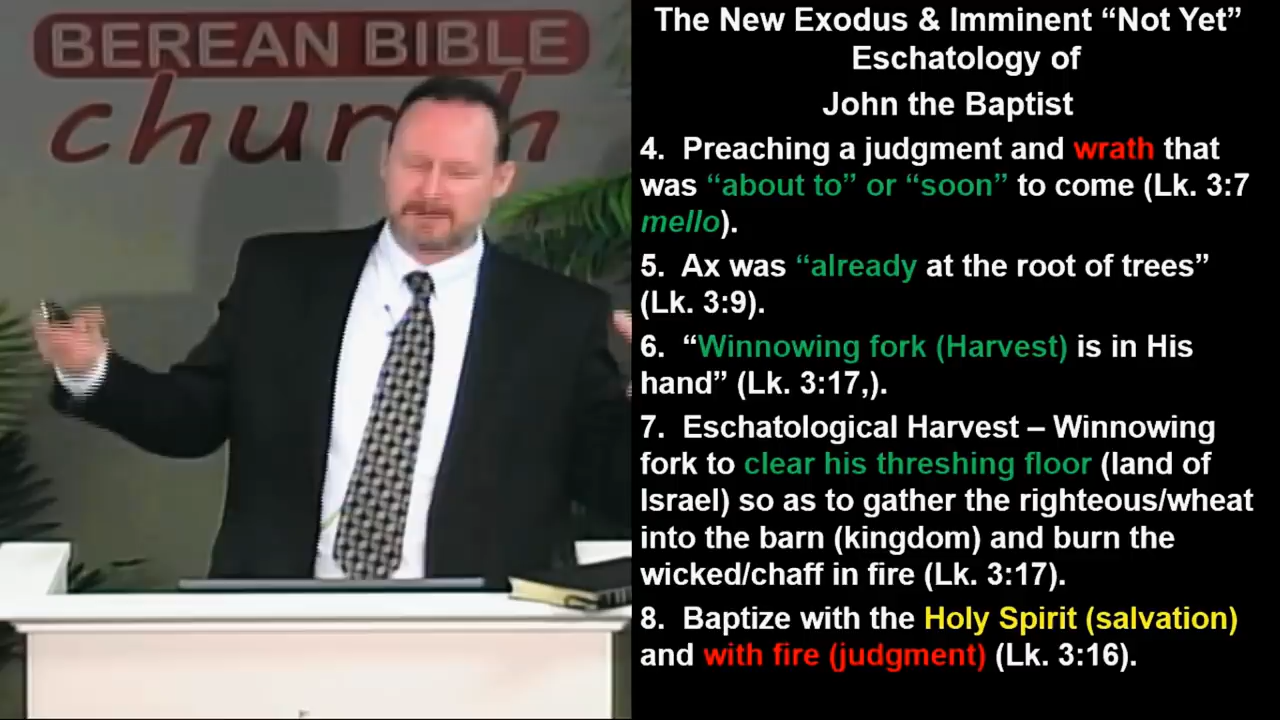 BEREAN BIBLE
church
The New Exodus & Imminent “Not Yet”
Eschatology of
John the Baptist
4. Preaching a judgment and wrath that
was “about to” or “soon” to come (Lk. 3:7
mello).
5. Ax was “already at the root of trees”
(Lk. 3:9).
6. “Winnowing fork (Harvest) is in His
hand” (Lk. 3:17,).
7. Eschatological Harvest – Winnowing
fork to clear his threshing floor (land of
Israel) so as to gather the righteous/wheat
into the barn (kingdom) and burn the
wicked/chaff in fire (Lk. 3:17).
8. Baptize with the Holy Spirit (salvation)
and with fire (judgment) (Lk. 3:16).